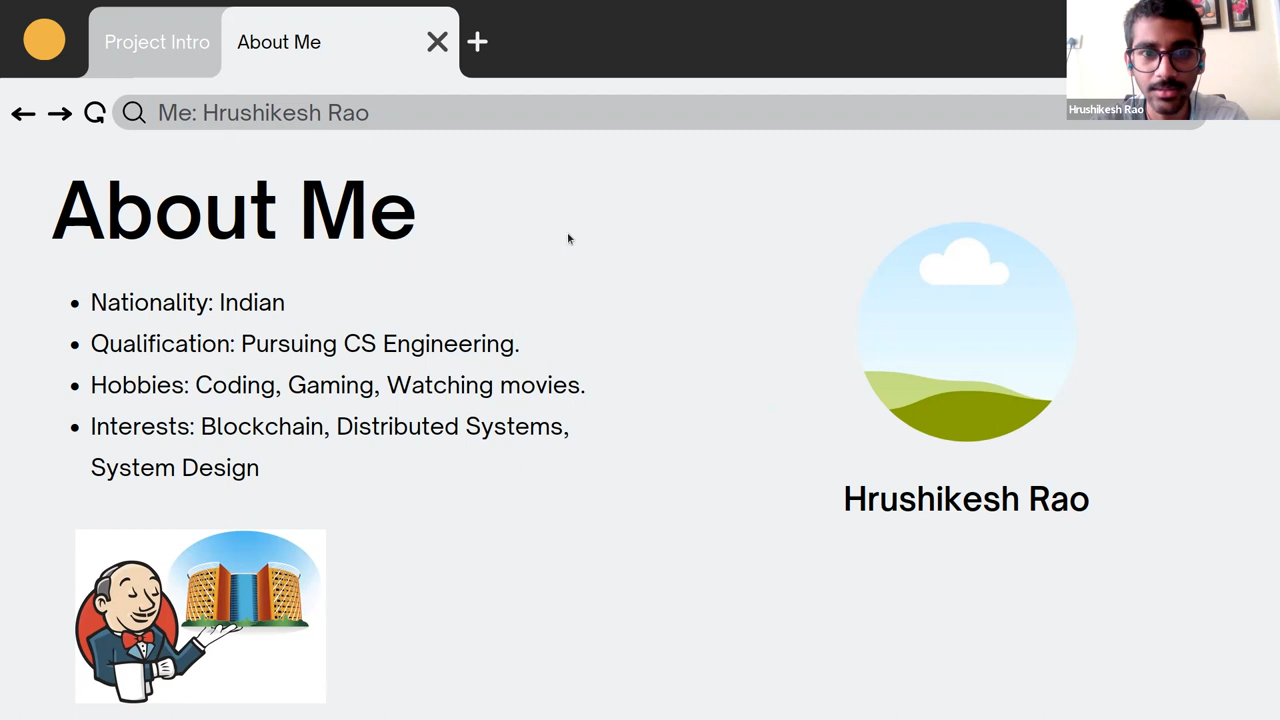 Project Intro
About Me
Me: Hrushikesh Rao
Hrushikesh Rao
About Me
Nationality: Indian
Qualification: Pursuing CS Engineering.
Hobbies: Coding, Gaming, Watching movies.
Interests: Blockchain, Distributed Systems,
System Design
Hrushikesh Rao